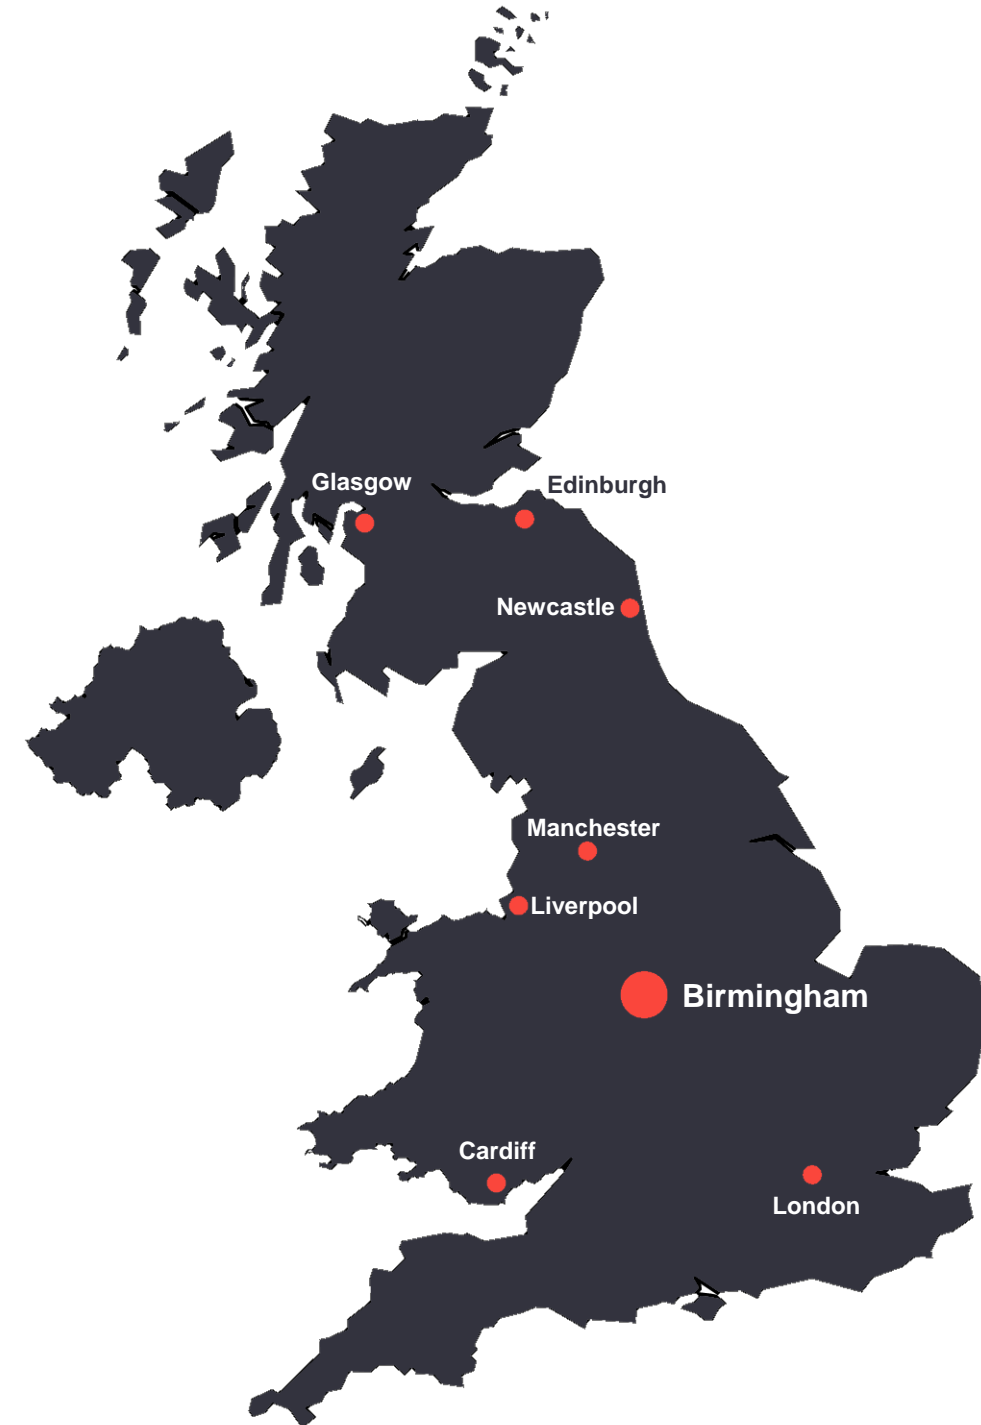 Glasgow
Edinburgh
Newcastle
Manchester
Liverpool
Birmingham
Cardiff
London